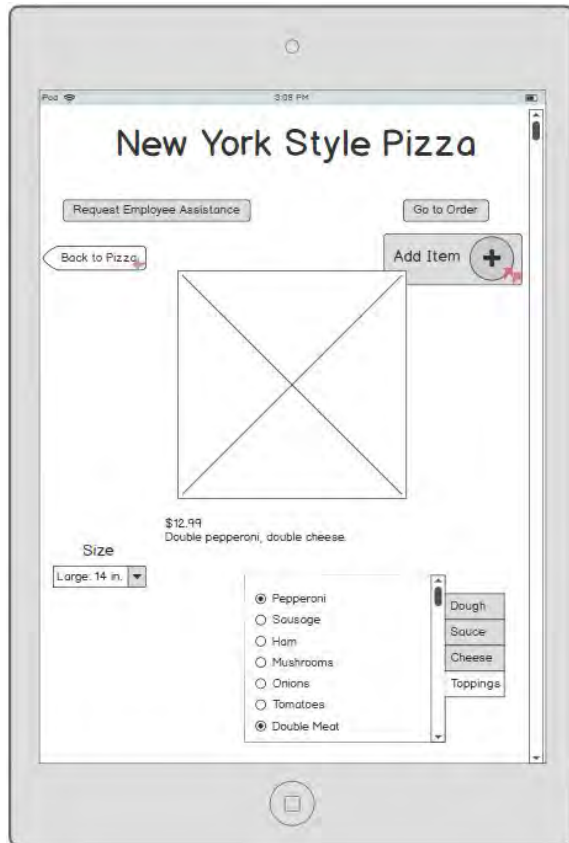 iPod 3:08 PM
New York Style Pizza
Request Employee Assistance
Go to Order
Back to Pizza
Add Item
$12.99
Double pepperoni, double cheese.
Size
Large: 14 in.
Pepperoni
Sausage
Ham
Mushrooms
Onions
Tomatoes
Double Meat
Dough
Sauce
Cheese
Toppings